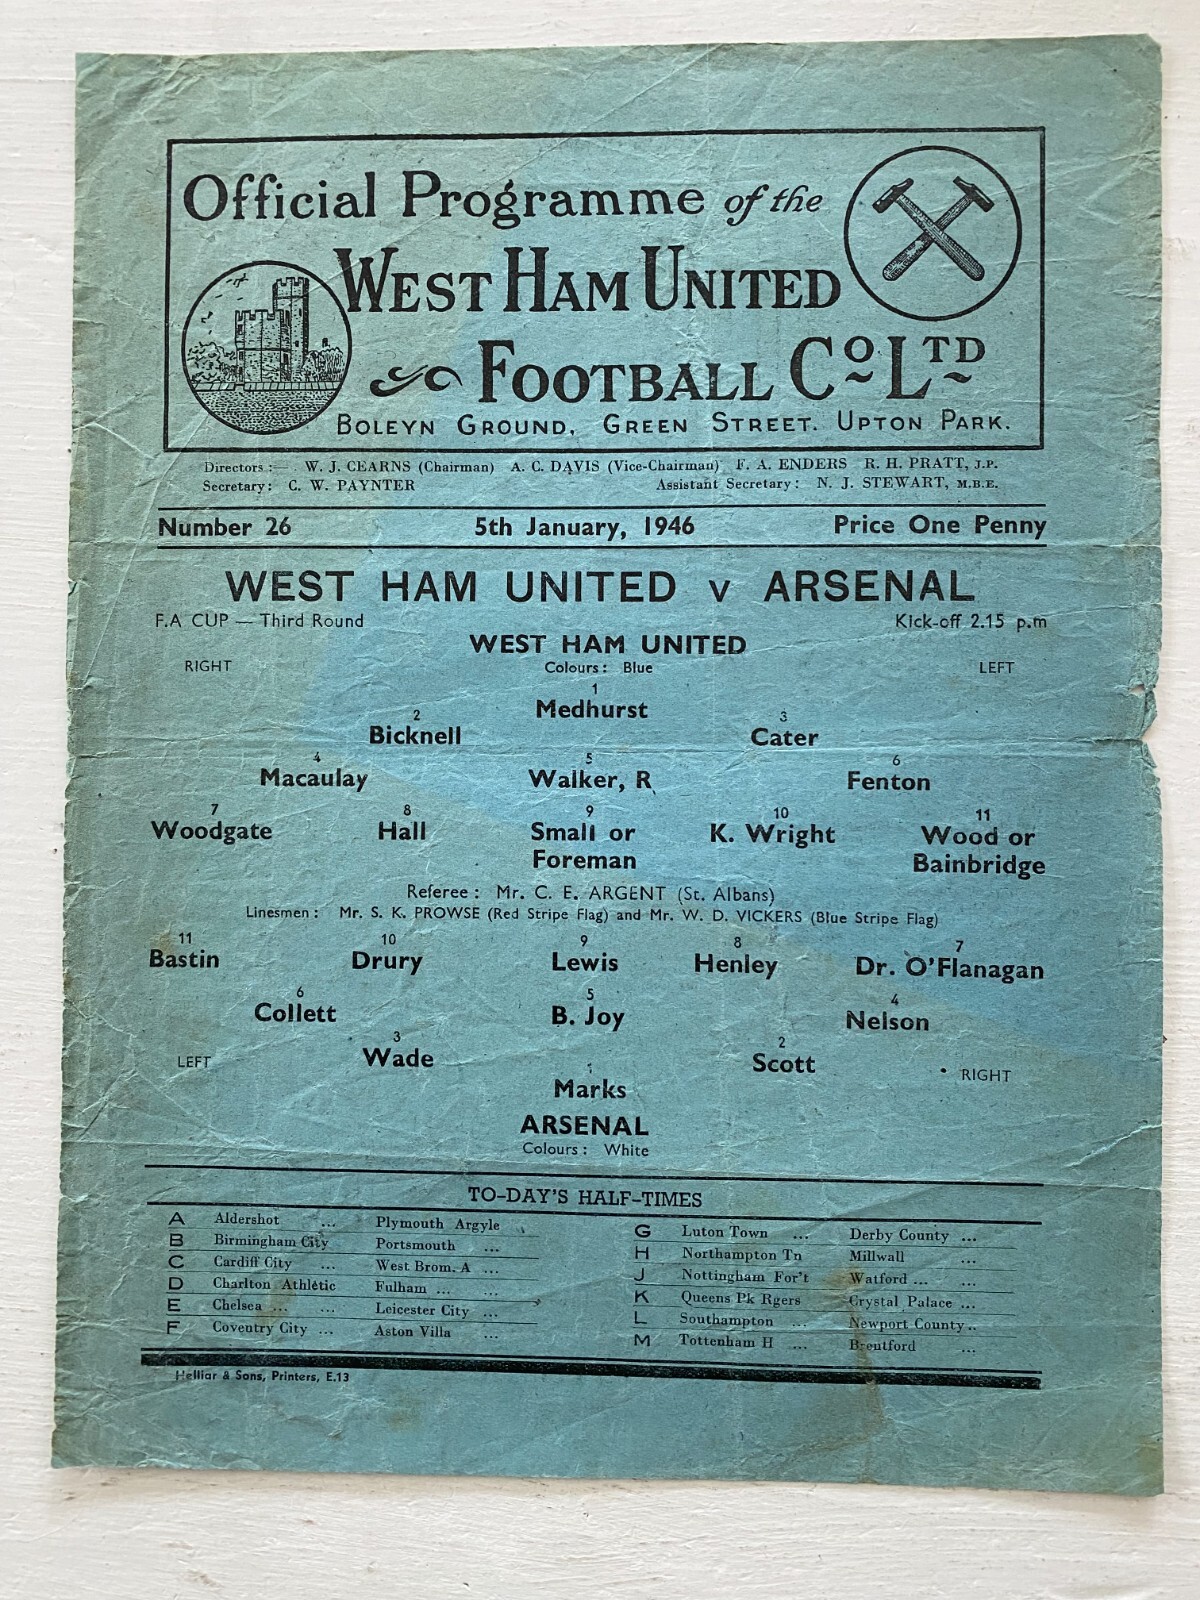 Official Programme of the
WEST HAM UNITED
FOOTBALL Co LTD
BOLEYN GROUND, GREEN STREET. UPTON PARK.
Directors :— W. J. CEARNS (Chairman) A. C. DAVIS (Vice-Chairman) F. A. ENDERS R. H. PRATT, J.P.
Secretary: C. W. PAYNTER Assistant Secretary: N. J. STEWART, M.B.E.
Number 26 5th January, 1946 Price One Penny
WEST HAM UNITED v ARSENAL
F.A CUP — Third Round Kick-off 2.15 p.m
WEST HAM UNITED
RIGHT Colours: Blue LEFT
1
Medhurst
2 3
Bicknell Cater
4 5 6
Macaulay Walker, R Fenton
7 8 9 10 11
Woodgate Hall Small or K. Wright Wood or
Foreman Bainbridge
Referee: Mr. C. E. ARGENT (St. Albans)
Linesmen: Mr. S. K. PROWSE (Red Stripe Flag) and Mr. W. D. VICKERS (Blue Stripe Flag)
11 10 9 8 7
Bastin Drury Lewis Henley Dr. O'Flanagan
6 5 4
Collett B. Joy Nelson
3 2
LEFT Wade Scott RIGHT
1
Marks
ARSENAL
Colours: White
TO-DAY'S HALF-TIMES
A Aldershot ... Plymouth Argyle G Luton Town ... Derby County ...
B Birmingham City Portsmouth ... H Northampton Tn Millwall ...
C Cardiff City ... West Brom. A ... J Nottingham For't Watford ... ...
D Charlton Athletic Fulham ... ... K Queens Pk Rgers Crystal Palace ...
E Chelsea ... ... Leicester City ... L Southampton ... Newport County ..
F Coventry City ... Aston Villa ... M Tottenham H ... Brentford ...
Helliar & Sons, Printers, E.13